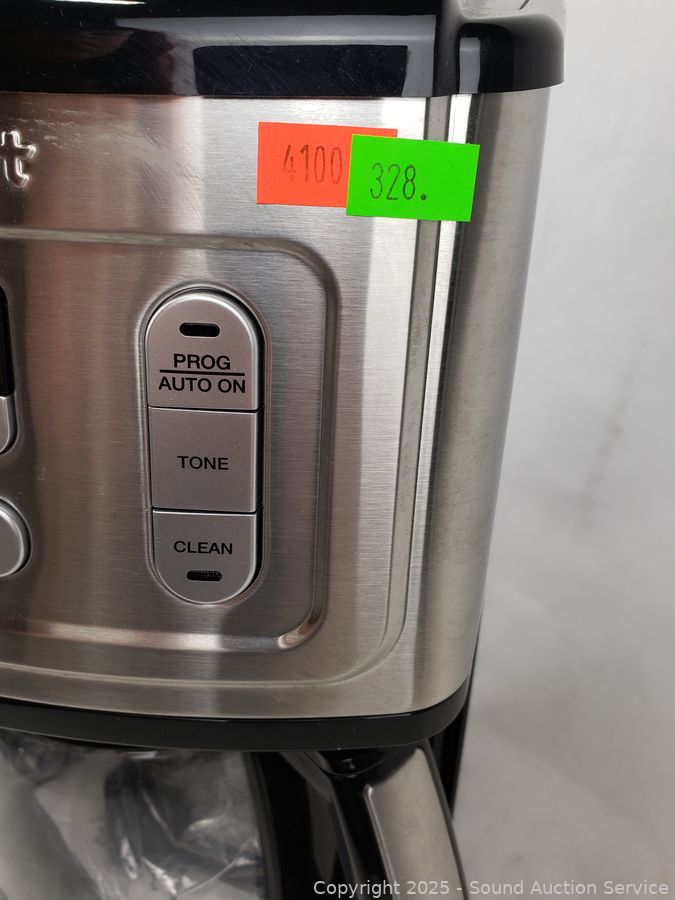 t
4100
328.
PROG
AUTO ON
TONE
CLEAN
Copyright 2025 - Sound Auction Service